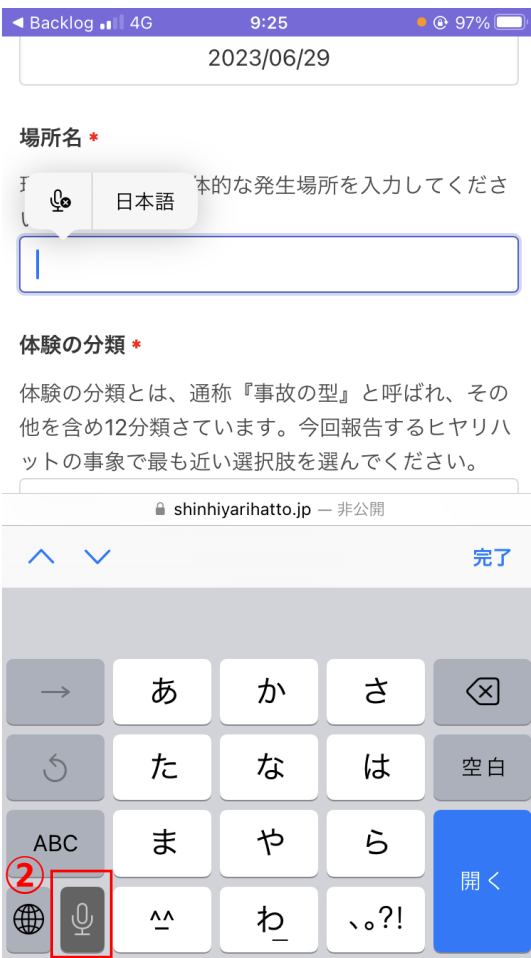 ◀ Backlog 4G 9:25 97%
2023/06/29
場所名 *
体的な発生場所を入力してくださ
日本語
体験の分類 *
体験の分類とは、通称『事故の型』と呼ばれ、その
他を含め12分類さています。今回報告するヒヤリハ
ットの事象で最も近い選択肢を選んでください。
shinhiyarihatto.jp — 非公開
完了
→ あ か さ
た な は 空白
ABC ま や ら
開く
②
^^ わ_ 、。?!